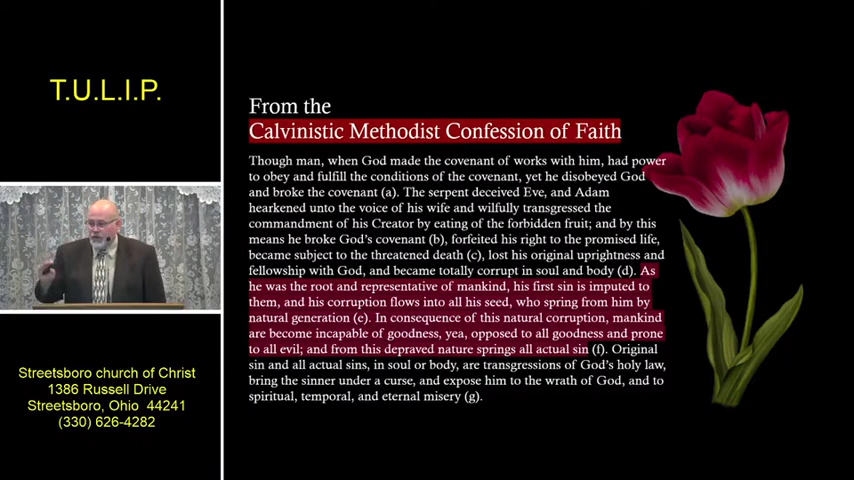 T.U.L.I.P.
Streetsboro church of Christ
1386 Russell Drive
Streetsboro, Ohio  44241
(330) 626-4282
From the
Calvinistic Methodist Confession of Faith
Though man, when God made the covenant of works with him, had power
to obey and fulfill the conditions of the covenant, yet he disobeyed God
and broke the covenant (a). The serpent deceived Eve, and Adam
hearkened unto the voice of his wife and wilfully transgressed the
commandment of his Creator by eating of the forbidden fruit; and by this
means he broke God's covenant (b), forfeited his right to the promised life,
became subject to the threatened death (c), lost his original uprightness and
fellowship with God, and became totally corrupt in soul and body (d). As
he was the root and representative of mankind, his first sin is imputed to
them, and his corruption flows into all his seed, who spring from him by
natural generation (e). In consequence of this natural corruption, mankind
are become incapable of goodness, yea, opposed to all goodness and prone
to all evil; and from this depraved nature springs all actual sin (f). Original
sin and all actual sins, in soul or body, are transgressions of God's holy law,
bring the sinner under a curse, and expose him to the wrath of God, and to
spiritual, temporal, and eternal misery (g).